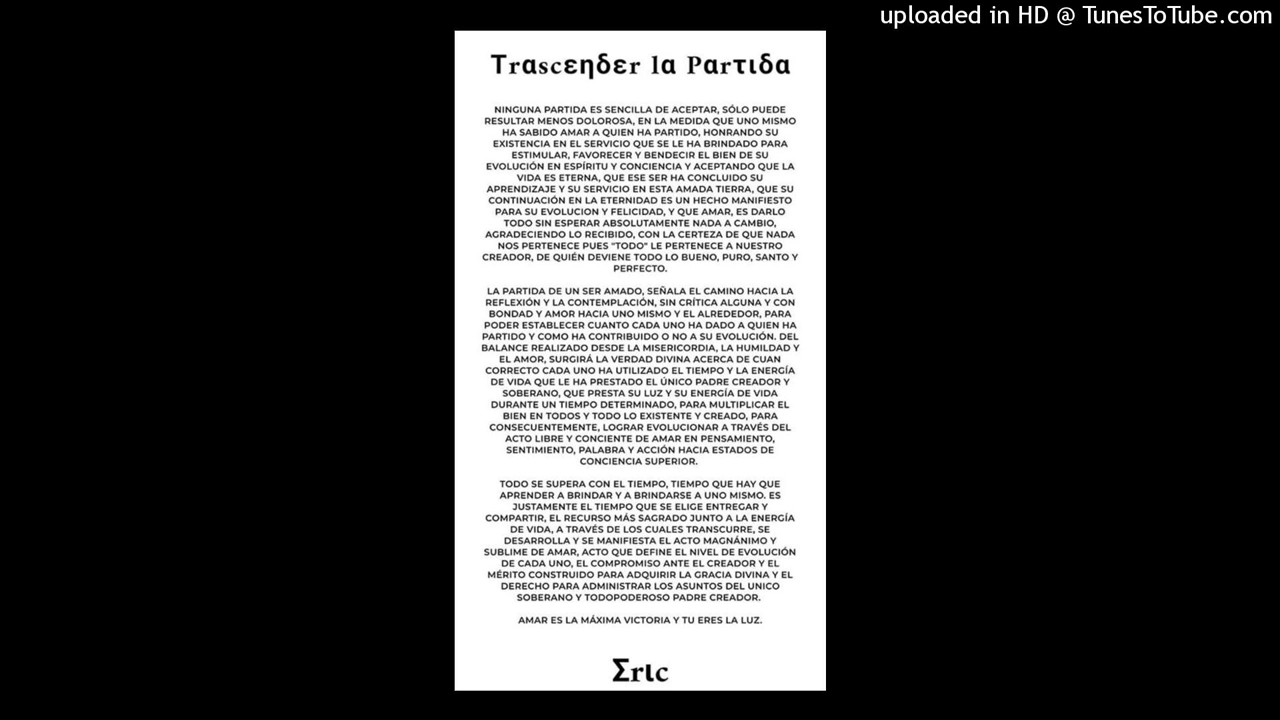 uploaded in HD @ TunesToTube.com
Τrαscεηδεr lα Pαrτιδα
NINGUNA PARTIDA ES SENCILLA DE ACEPTAR, SÓLO PUEDE
RESULTAR MENOS DOLOROSA, EN LA MEDIDA QUE UNO MISMO
HA SABIDO AMAR A QUIEN HA PARTIDO, HONRANDO SU
EXISTENCIA EN EL SERVICIO QUE SE LE HA BRINDADO PARA
ESTIMULAR, FAVORECER Y BENDECIR EL BIEN DE SU
EVOLUCIÓN EN ESPÍRITU Y CONCIENCIA Y ACEPTANDO QUE LA
VIDA ES ETERNA, QUE ESE SER HA CONCLUIDO SU
APRENDIZAJE Y SU SERVICIO EN ESTA AMADA TIERRA, QUE SU
CONTINUACIÓN EN LA ETERNIDAD ES UN HECHO MANIFIESTO
PARA SU EVOLUCION Y FELICIDAD, Y QUE AMAR, ES DARLO
TODO SIN ESPERAR ABSOLUTAMENTE NADA A CAMBIO,
AGRADECIENDO LO RECIBIDO, CON LA CERTEZA DE QUE NADA
NOS PERTENECE PUES "TODO" LE PERTENECE A NUESTRO
CREADOR, DE QUIÉN DEVIENE TODO LO BUENO, PURO, SANTO Y
PERFECTO.
LA PARTIDA DE UN SER AMADO, SEÑALA EL CAMINO HACIA LA
REFLEXIÓN Y LA CONTEMPLACIÓN, SIN CRÍTICA ALGUNA Y CON
BONDAD Y AMOR HACIA UNO MISMO Y EL ALREDEDOR, PARA
PODER ESTABLECER CUANTO CADA UNO HA DADO A QUIEN HA
PARTIDO Y COMO HA CONTRIBUIDO O NO A SU EVOLUCIÓN. DEL
BALANCE REALIZADO DESDE LA MISERICORDIA, LA HUMILDAD Y
EL AMOR, SURGIRÁ LA VERDAD DIVINA ACERCA DE CUAN
CORRECTO CADA UNO HA UTILIZADO EL TIEMPO Y LA ENERGÍA
DE VIDA QUE LE HA PRESTADO EL ÚNICO PADRE CREADOR Y
SOBERANO, QUE PRESTA SU LUZ Y SU ENERGÍA DE VIDA
DURANTE UN TIEMPO DETERMINADO, PARA MULTIPLICAR EL
BIEN EN TODOS Y TODO LO EXISTENTE Y CREADO, PARA
CONSECUENTEMENTE, LOGRAR EVOLUCIONAR A TRAVÉS DEL
ACTO LIBRE Y CONCIENTE DE AMAR EN PENSAMIENTO,
SENTIMIENTO, PALABRA Y ACCIÓN HACIA ESTADOS DE
CONCIENCIA SUPERIOR.
TODO SE SUPERA CON EL TIEMPO, TIEMPO QUE HAY QUE
APRENDER A BRINDAR Y A BRINDARSE A UNO MISMO. ES
JUSTAMENTE EL TIEMPO QUE SE ELIGE ENTREGAR Y
COMPARTIR, EL RECURSO MÁS SAGRADO JUNTO A LA ENERGÍA
DE VIDA, A TRAVÉS DE LOS CUALES TRANSCURRE, SE
DESARROLLA Y SE MANIFIESTA EL ACTO MAGNÁNIMO Y
SUBLIME DE AMAR, ACTO QUE DEFINE EL NIVEL DE EVOLUCIÓN
DE CADA UNO, EL COMPROMISO ANTE EL CREADOR Y EL
MÉRITO CONSTRUIDO PARA ADQUIRIR LA GRACIA DIVINA Y EL
DERECHO PARA ADMINISTRAR LOS ASUNTOS DEL UNICO
SOBERANO Y TODOPODEROSO PADRE CREADOR.
AMAR ES LA MÁXIMA VICTORIA Y TU ERES LA LUZ.
Σrιc